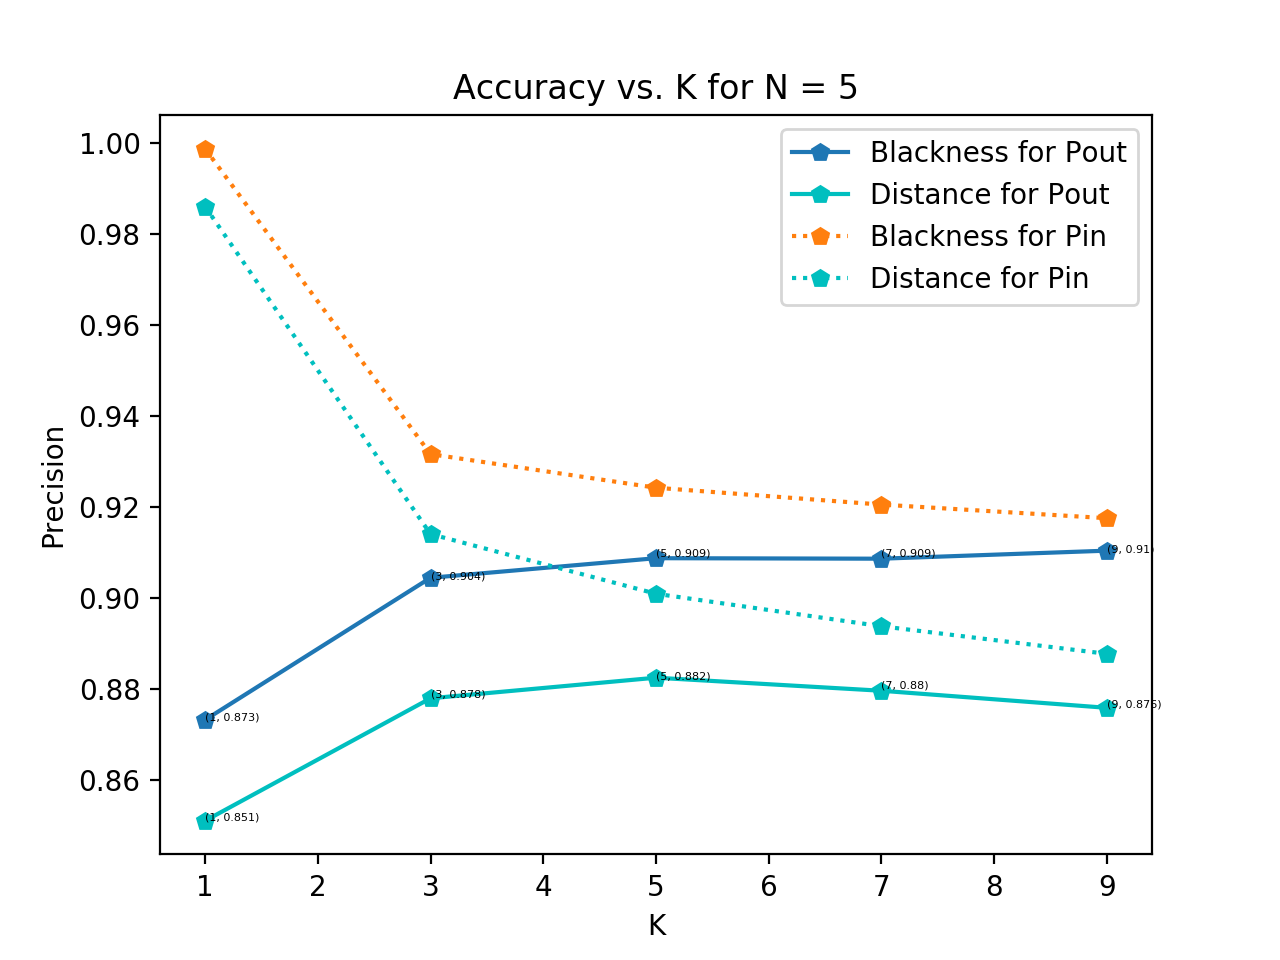 Accuracy vs. K for N = 5
1.00
0.98
0.96
0.94
0.92
0.90
0.88
0.86
Precision
Blackness for Pout
Distance for Pout
Blackness for Pin
Distance for Pin
(1, 0.873)
(3, 0.904)
(5, 0.909)
(7, 0.909)
(9, 0.91)
(1, 0.851)
(3, 0.878)
(5, 0.882)
(7, 0.88)
(9, 0.876)
1 2 3 4 5 6 7 8 9
K